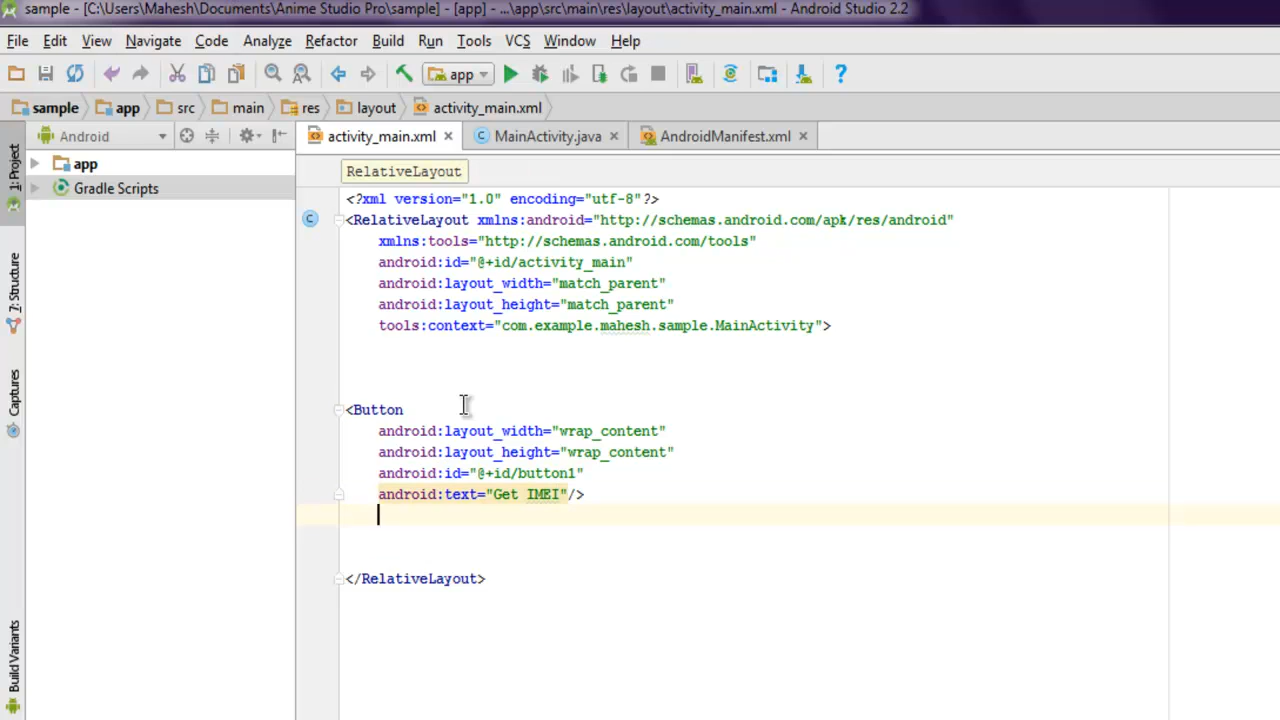 sample - [C:\Users\Mahesh\Documents\Anime Studio Pro\sample] - [app] - ...\app\src\main\res\layout\activity_main.xml - Android Studio 2.2
File Edit View Navigate Code Analyze Refactor Build Run Tools VCS Window Help
app
sample app src main res layout activity_main.xml
Android
activity_main.xml MainActivity.java AndroidManifest.xml
1: Project
7: Structure
Captures
Build Variants
app
Gradle Scripts
RelativeLayout
<?xml version="1.0" encoding="utf-8"?>
<RelativeLayout xmlns:android="http://schemas.android.com/apk/res/android"
xmlns:tools="http://schemas.android.com/tools"
android:id="@+id/activity_main"
android:layout_width="match_parent"
android:layout_height="match_parent"
tools:context="com.example.mahesh.sample.MainActivity">
<Button
android:layout_width="wrap_content"
android:layout_height="wrap_content"
android:id="@+id/button1"
android:text="Get IMEI"/>
</RelativeLayout>